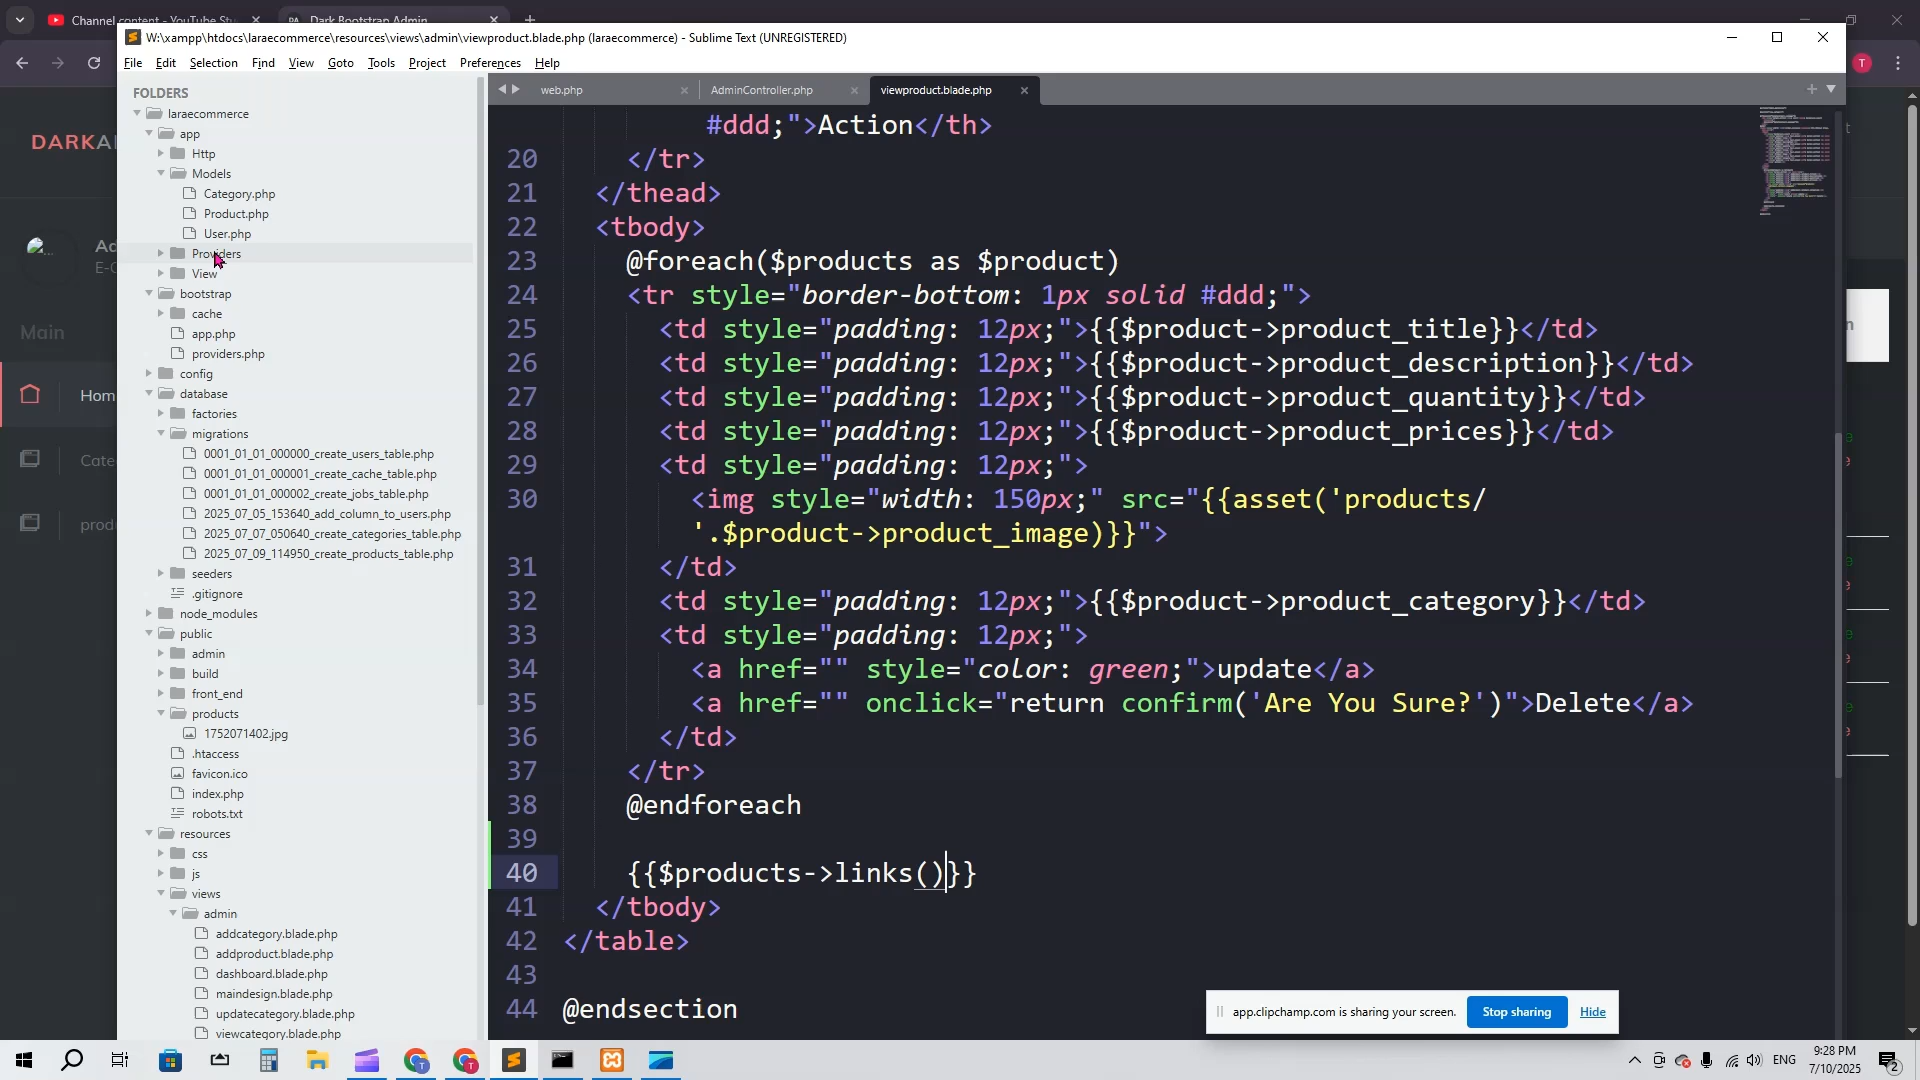 Channel content - YouTube Stu
Dark Bootstrap Admin
W:\xampp\htdocs\laraecommerce\resources\views\admin\viewproduct.blade.php (laraecommerce) - Sublime Text (UNREGISTERED)
File Edit Selection Find View Goto Tools Project Preferences Help
FOLDERS
laraecommerce
app
Http
Models
Category.php
Product.php
User.php
Providers
View
bootstrap
cache
app.php
providers.php
config
database
factories
migrations
0001_01_01_000000_create_users_table.php
0001_01_01_000001_create_cache_table.php
0001_01_01_000002_create_jobs_table.php
2025_07_05_153640_add_column_to_users.php
2025_07_07_050640_create_categories_table.php
2025_07_09_114950_create_products_table.php
seeders
.gitignore
node_modules
public
admin
build
front_end
products
1752071402.jpg
.htaccess
favicon.ico
index.php
robots.txt
resources
css
js
views
admin
addcategory.blade.php
addproduct.blade.php
dashboard.blade.php
maindesign.blade.php
updatecategory.blade.php
viewcategory.blade.php
web.php
AdminController.php
viewproduct.blade.php
#ddd;">Action</th>
20 </tr>
21 </thead>
22 <tbody>
23 @foreach($products as $product)
24 <tr style="border-bottom: 1px solid #ddd;">
25 <td style="padding: 12px;">{{$product->product_title}}</td>
26 <td style="padding: 12px;">{{$product->product_description}}</td>
27 <td style="padding: 12px;">{{$product->product_quantity}}</td>
28 <td style="padding: 12px;">{{$product->product_prices}}</td>
29 <td style="padding: 12px;">
30 <img style="width: 150px;" src="{{asset('products/
'.$product->product_image)}}">
31 </td>
32 <td style="padding: 12px;">{{$product->product_category}}</td>
33 <td style="padding: 12px;">
34 <a href="" style="color: green;">update</a>
35 <a href="" onclick="return confirm('Are You Sure?')">Delete</a>
36 </td>
37 </tr>
38 @endforeach
39
40 {{$products->links()}}
41 </tbody>
42 </table>
43
44 @endsection
DARKA
Ad
E-C
Main
Hom
Cate
prod
T
app.clipchamp.com is sharing your screen.
Stop sharing
Hide
ENG
9:28 PM
7/10/2025
2